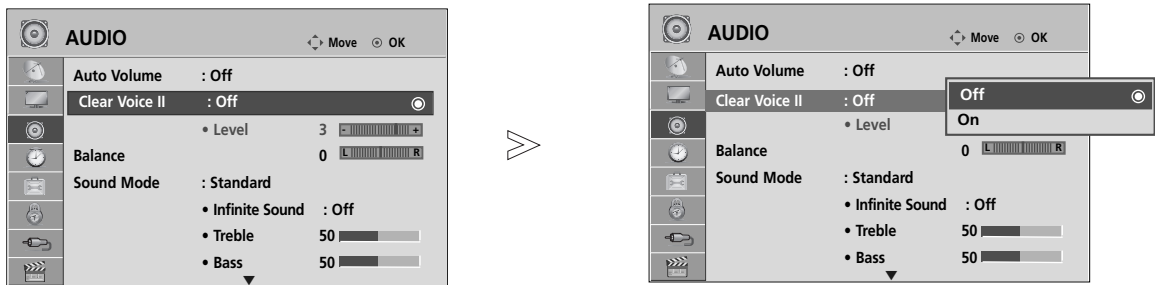 AUDIO
Move OK
Auto Volume : Off
Clear Voice II : Off
• Level 3 - +
Balance 0 L R
Sound Mode : Standard
• Infinite Sound : Off
• Treble 50
• Bass 50
AUDIO
Move OK
Auto Volume : Off
Clear Voice II : Off
Off
On
• Level
Balance 0 L R
Sound Mode : Standard
• Infinite Sound : Off
• Treble 50
• Bass 50